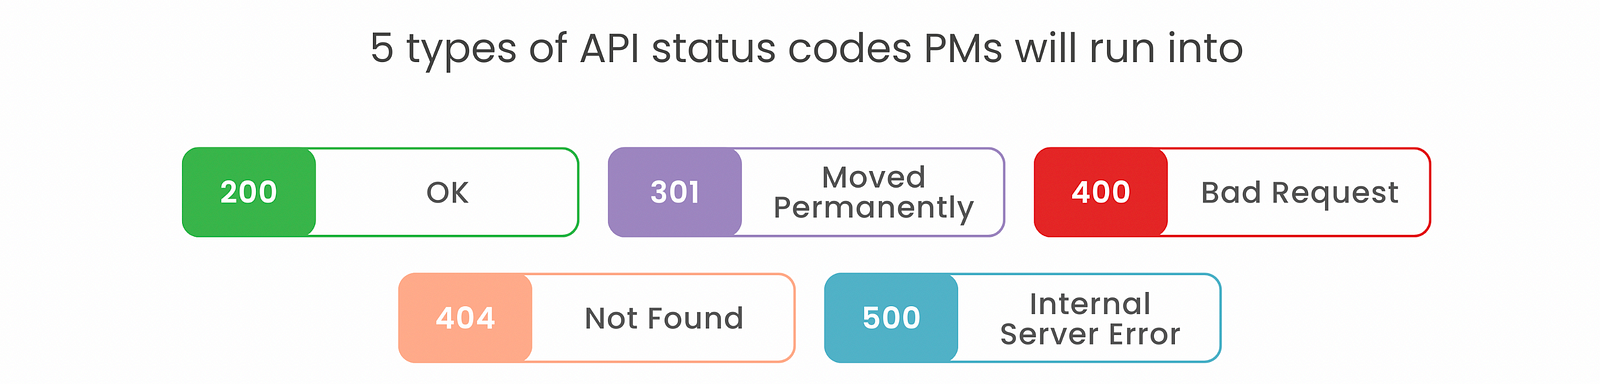 5 types of API status codes PMs will run into
200 OK
301 Moved
Permanently
400 Bad Request
404 Not Found
500 Internal
Server Error